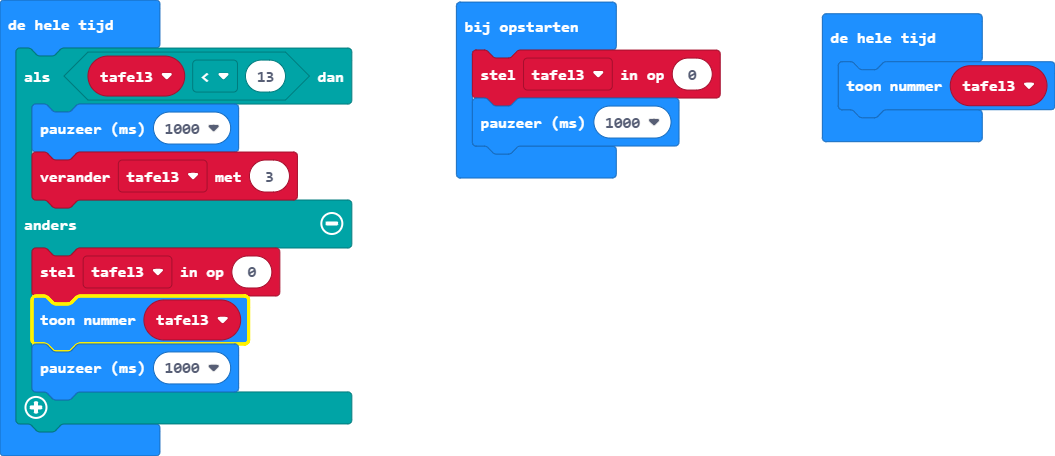 de hele tijd
als tafel3 < 13 dan
pauzeer (ms) 1000
verander tafel3 met 3
anders
stel tafel3 in op 0
toon nummer tafel3
pauzeer (ms) 1000
bij opstarten
stel tafel3 in op 0
pauzeer (ms) 1000
de hele tijd
toon nummer tafel3